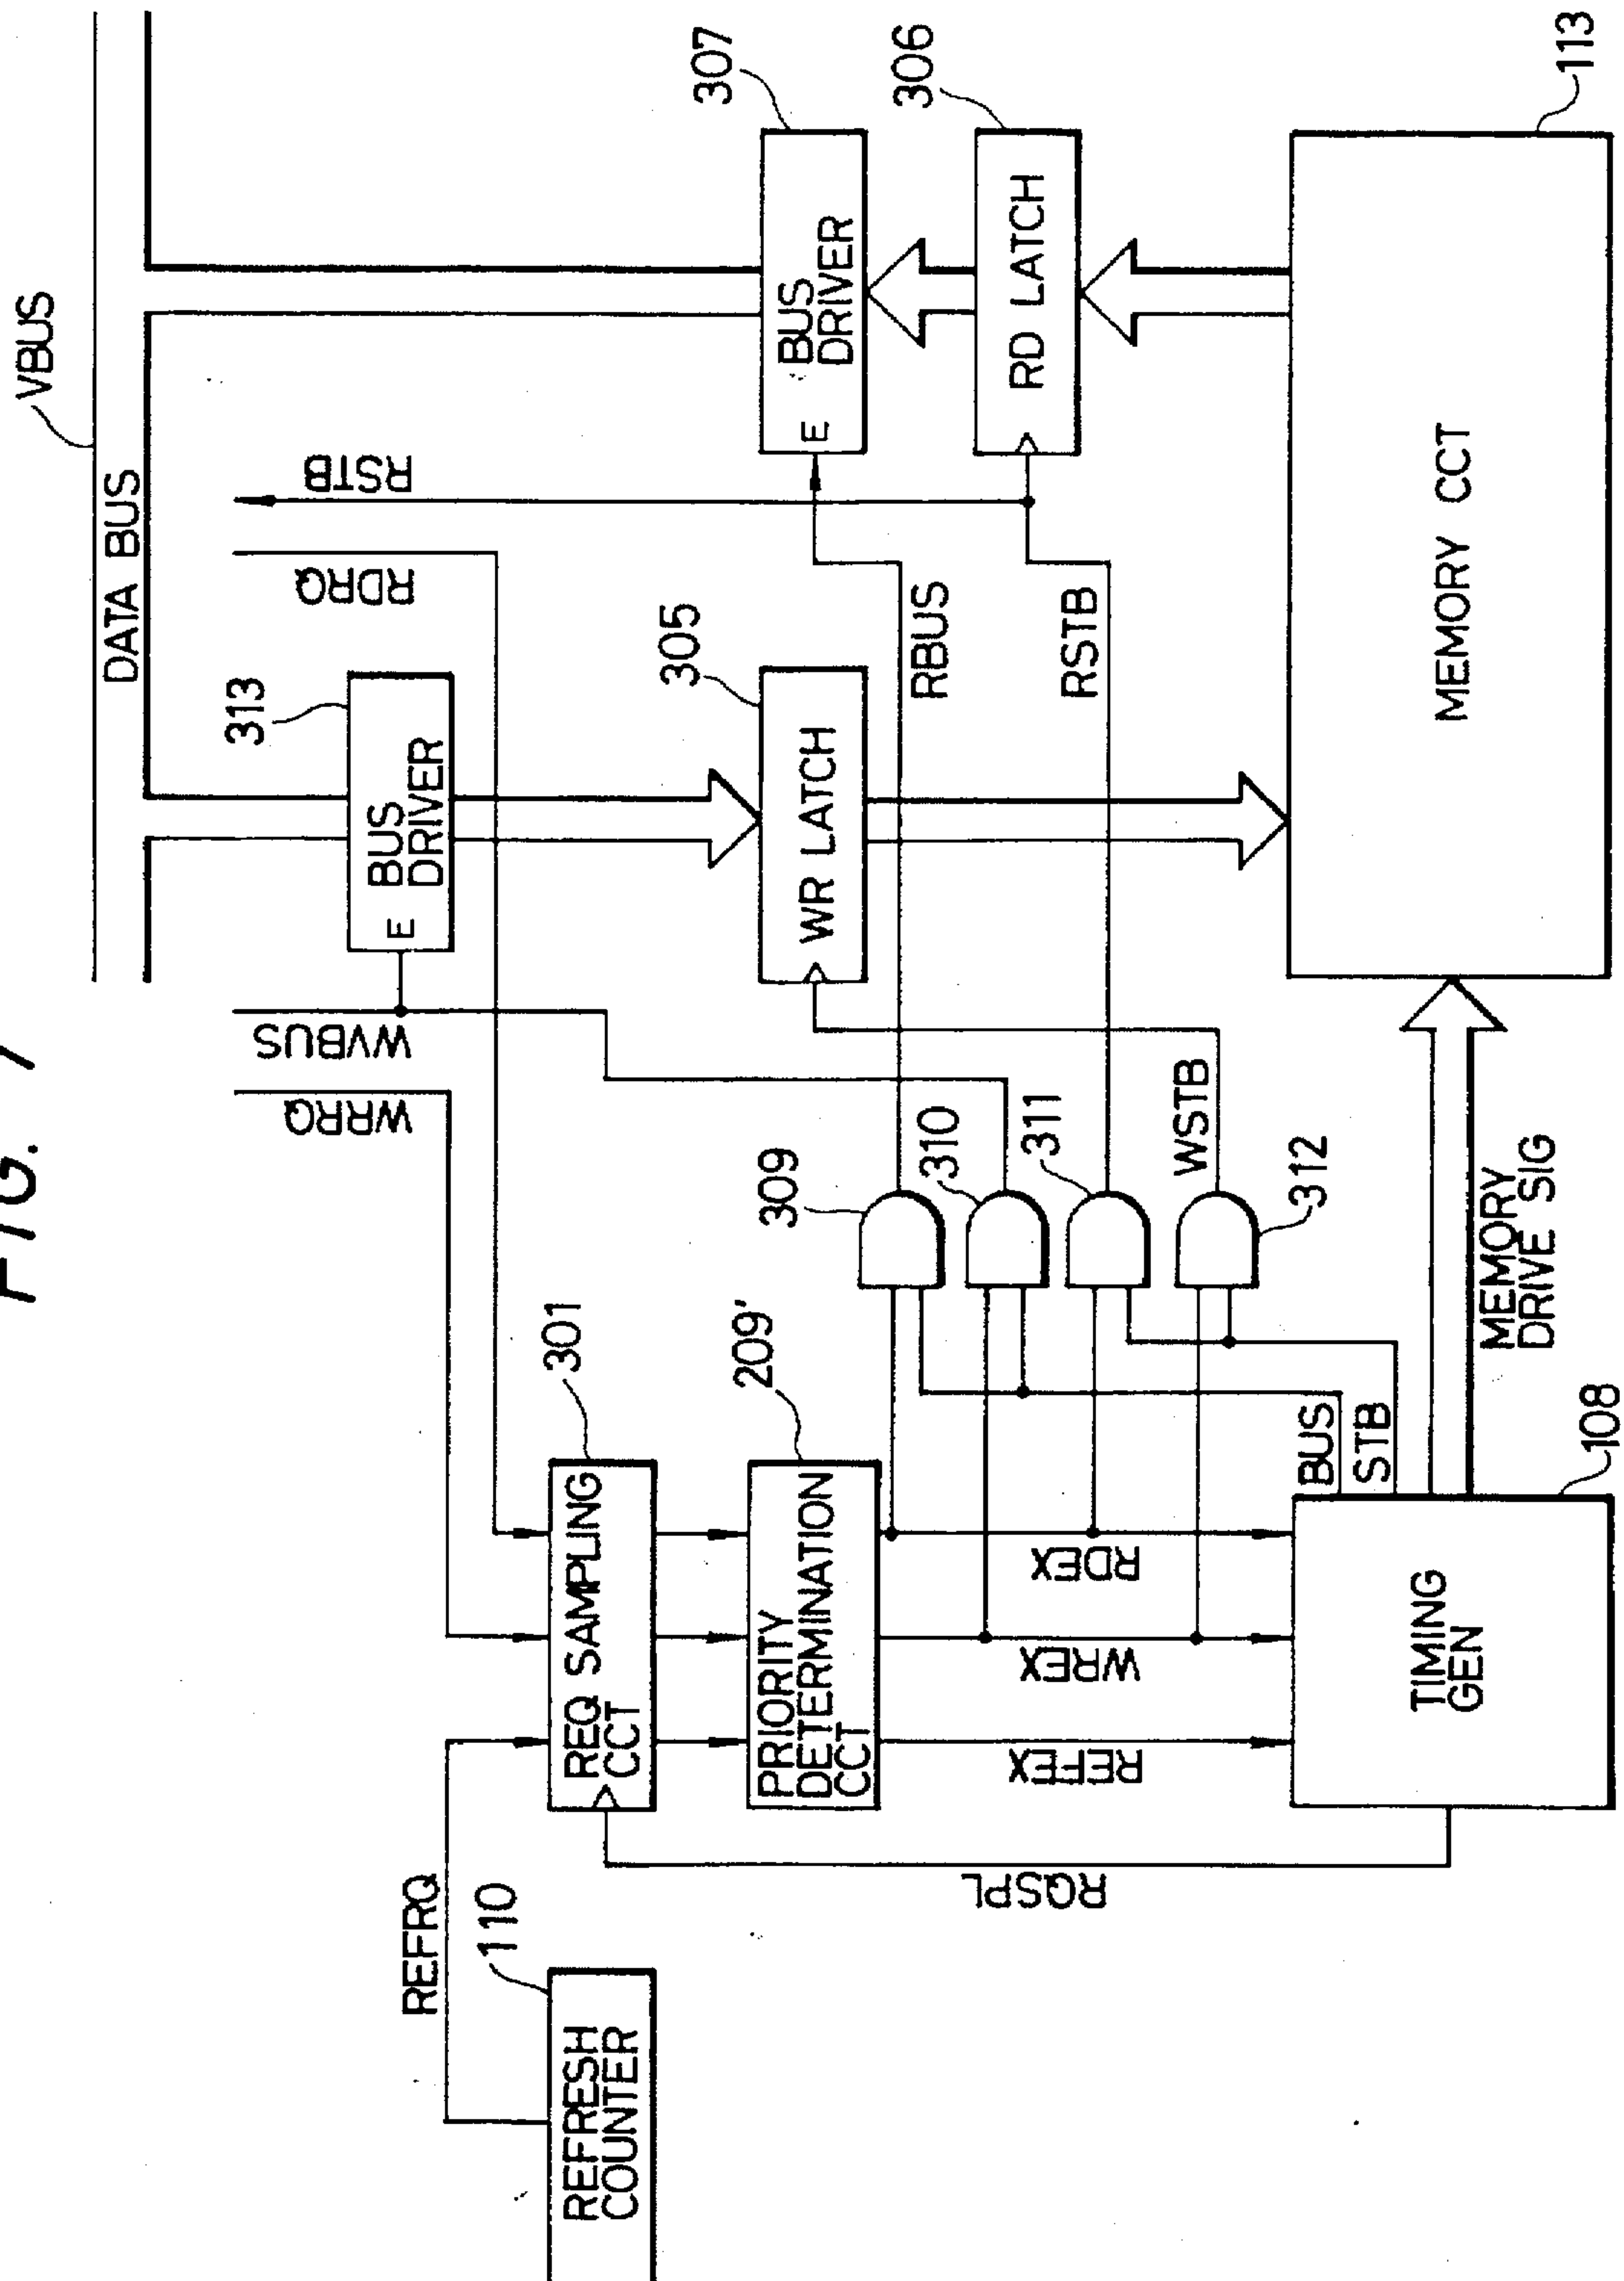 FIG. 7
VBUS
DATA BUS
WRRQ
WVBUS
RDRQ
RSTB
313
BUS
DRIVER
E
REFRQ
110
REFRESH
COUNTER
301
REQ SAMPLING
CCT
305
WR LATCH
307
BUS
DRIVER
E
209'
PRIORITY
DETERMINATION
CCT
309
RBUS
306
RD LATCH
310
311
RSTB
RQSPL
REFEX
WREX
RDEX
WSTB
312
BUS
STB
108
TIMING
GEN
MEMORY
DRIVE SIG
MEMORY CCT
113